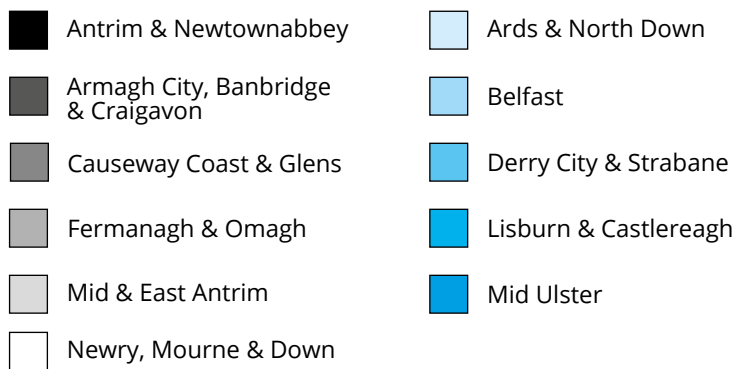 Antrim & Newtownabbey
Armagh City, Banbridge
& Craigavon
Causeway Coast & Glens
Fermanagh & Omagh
Mid & East Antrim
Newry, Mourne & Down
Ards & North Down
Belfast
Derry City & Strabane
Lisburn & Castlereagh
Mid Ulster